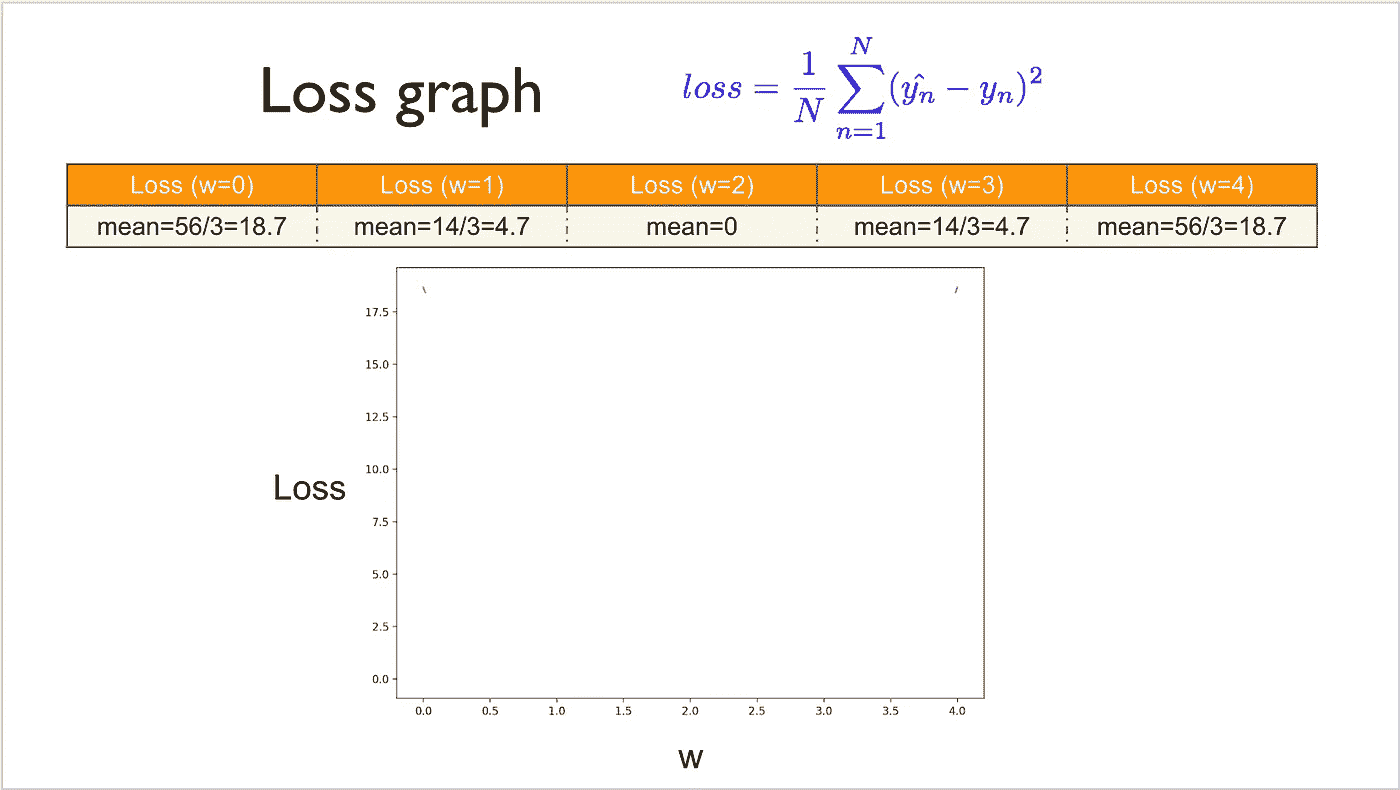 Loss graph
loss = \frac{1}{N} \sum_{n=1}^{N} (\hat{y_n} - y_n)^2
Loss (w=0) Loss (w=1) Loss (w=2) Loss (w=3) Loss (w=4)
mean=56/3=18.7 mean=14/3=4.7 mean=0 mean=14/3=4.7 mean=56/3=18.7
17.5
15.0
12.5
10.0
Loss
7.5
5.0
2.5
0.0
0.0 0.5 1.0 1.5 2.0 2.5 3.0 3.5 4.0
w